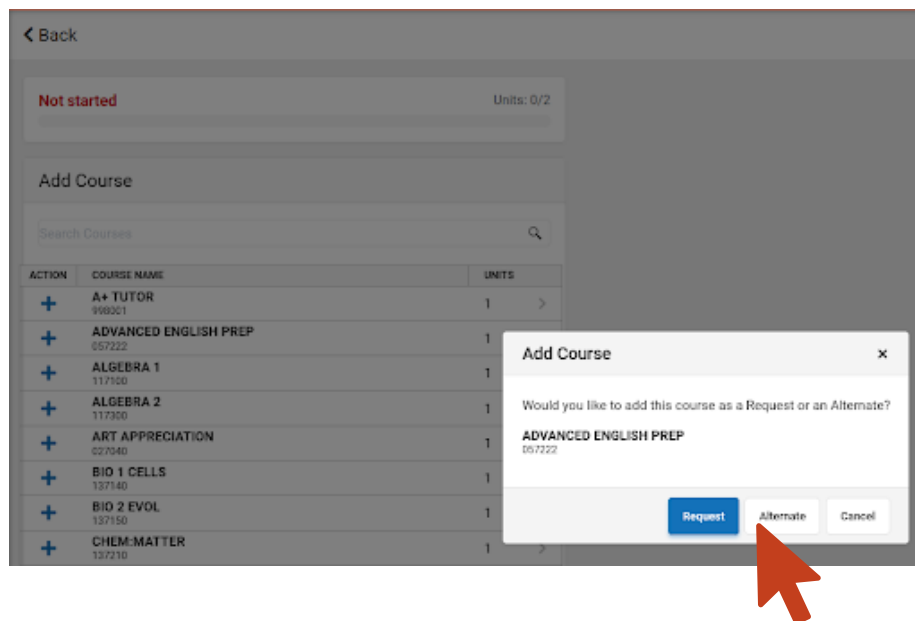 Back
Not started Units: 0/2
Add Course
Search Courses
ACTION COURSE NAME UNITS
A+ TUTOR 1
998001
ADVANCED ENGLISH PREP 1
057222
ALGEBRA 1 1
117100
ALGEBRA 2 1
117300
ART APPRECIATION 1
027040
BIO 1 CELLS 1
137140
BIO 2 EVOL 1
137150
CHEM:MATTER 1
137210
Add Course ×
Would you like to add this course as a Request or an Alternate?
ADVANCED ENGLISH PREP
057222
Request Alternate Cancel